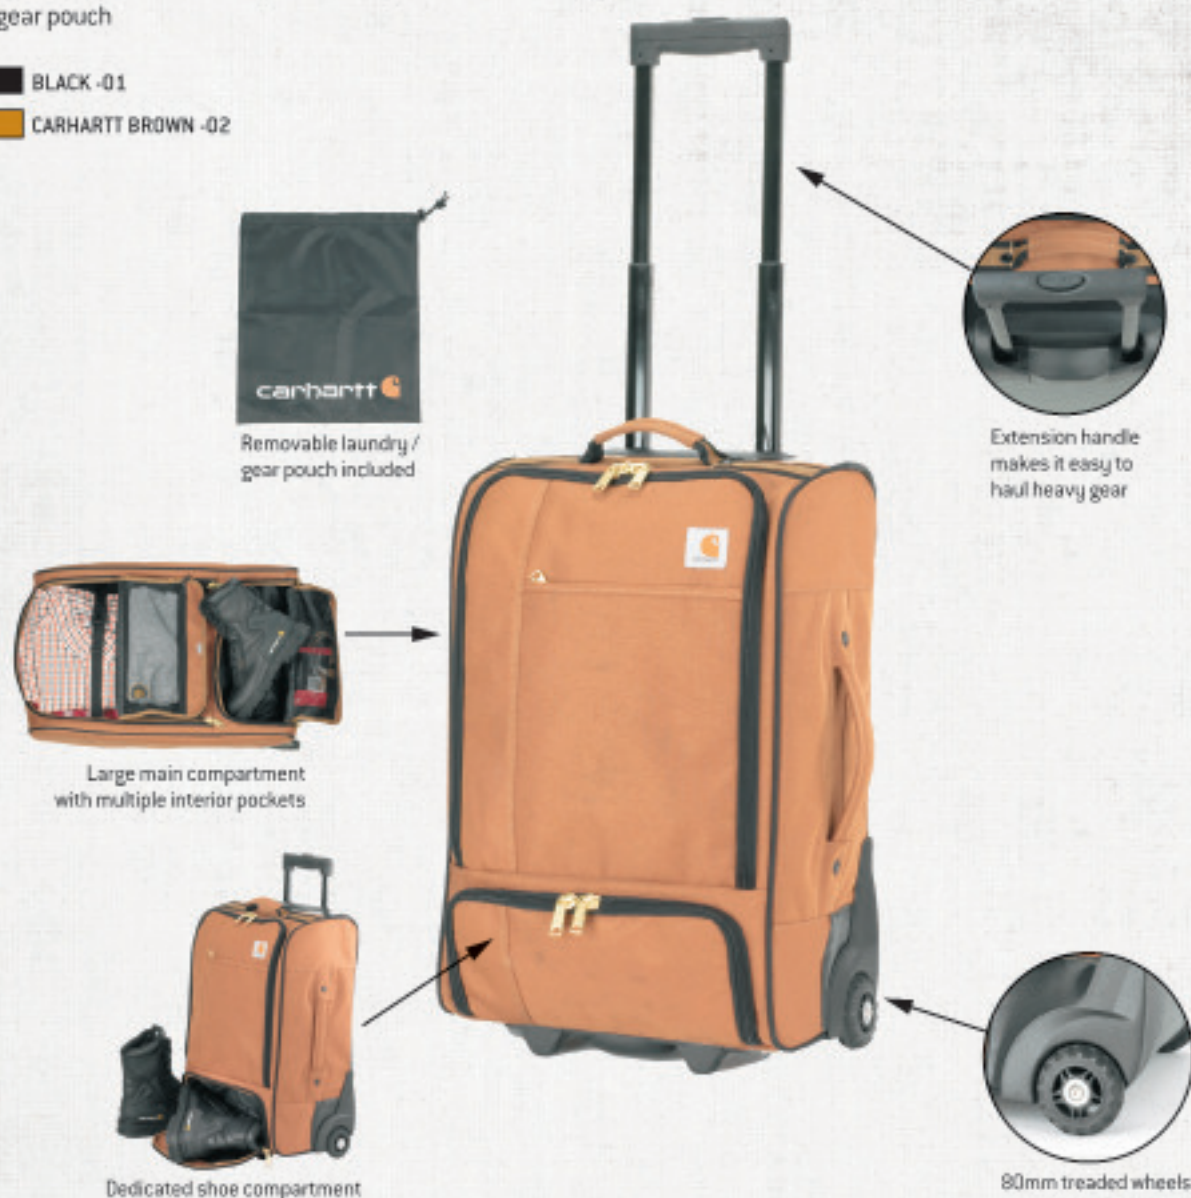 gear pouch
BLACK -01
CARHARTT BROWN -02
carhartt
Removable laundry /
gear pouch included
Extension handle
makes it easy to
haul heavy gear
Large main compartment
with multiple interior pockets
Dedicated shoe compartment
80mm treaded wheels